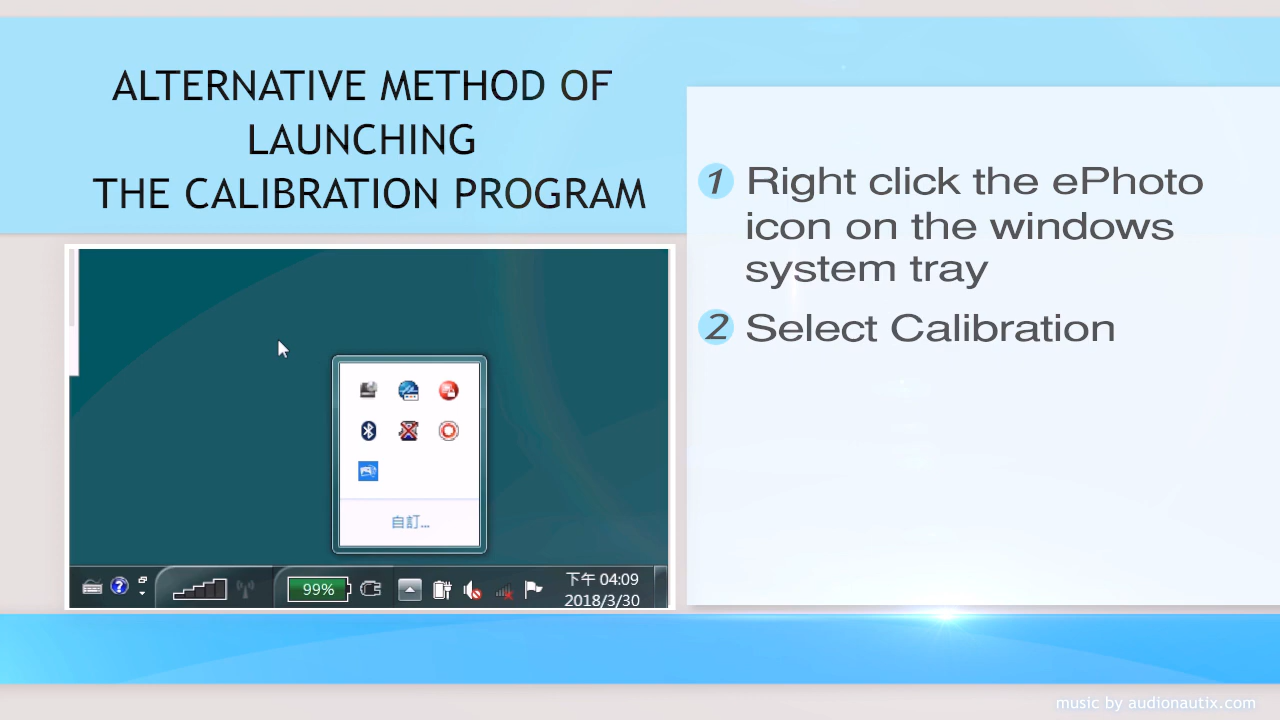 ALTERNATIVE METHOD OF
LAUNCHING
THE CALIBRATION PROGRAM
1 Right click the ePhoto
icon on the windows
system tray
2 Select Calibration
自訂...
99%
下午 04:09
2018/3/30
music by audionautix.com